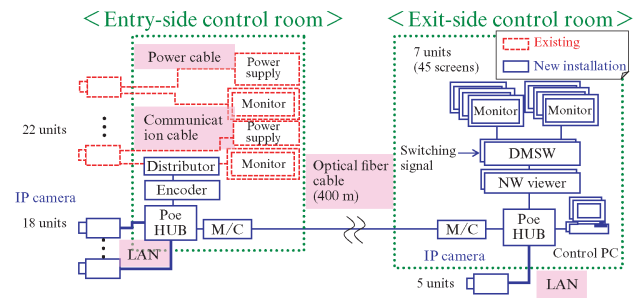 <Entry-side control room>
<Exit-side control room>
Power cable
Power
supply
Monitor
Communicat
ion cable
Power
supply
Monitor
22 units
Distributor
Encoder
IP camera
18 units
Poe
HUB
M/C
LAN
Optical fiber
cable
(400 m)
7 units
(45 screens)
Existing
New installation
Monitor
Monitor
Switching
signal
DMSW
NW viewer
M/C
Poe
HUB
Control PC
IP camera
5 units
LAN